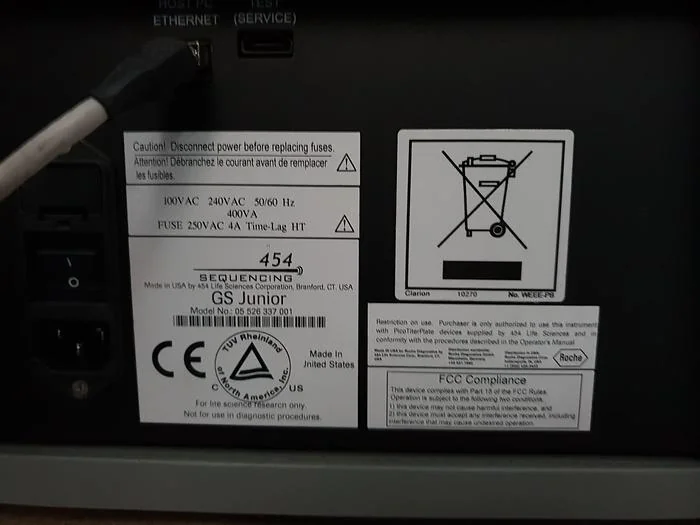 HOST PC
ETHERNET
TEST
(SERVICE)
Caution! Disconnect power before replacing fuses.
Attention! Débranchez le courant avant de remplacer
les fusibles.
100VAC 240VAC 50/60 Hz
400VA
FUSE 250VAC 4A Time-Lag HT
454
SEQUENCING
Made in USA by 454 Life Sciences Corporation, Branford, CT. USA
GS Junior
Model No.: 05 526 337 001
CE
TUV Rheinland
of North America, Inc.
C US
Made In
United States
For life science research only.
Not for use in diagnostic procedures.
Clarion 10270 No. WEEE-PB
Restriction on use. Purchaser is only authorized to use this instrument
with PicoTiterPlate devices supplied by 454 Life Sciences and in
conformity with the procedures described in the Operator's Manual
Roche
FCC Compliance
This device complies with Part 15 of the FCC Rules.
Operation is subject to the following two conditions.
1) this device may not cause harmful interference, and
2) this device must accept any interference received, including
interference that may cause undesired operation.
I
O